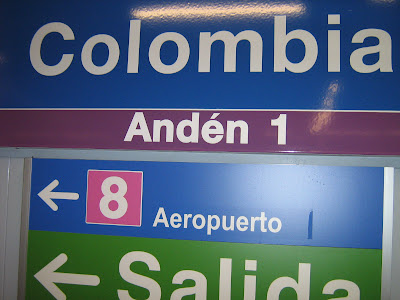 Colombia
Andén 1
← 8 Aeropuerto
← Salida